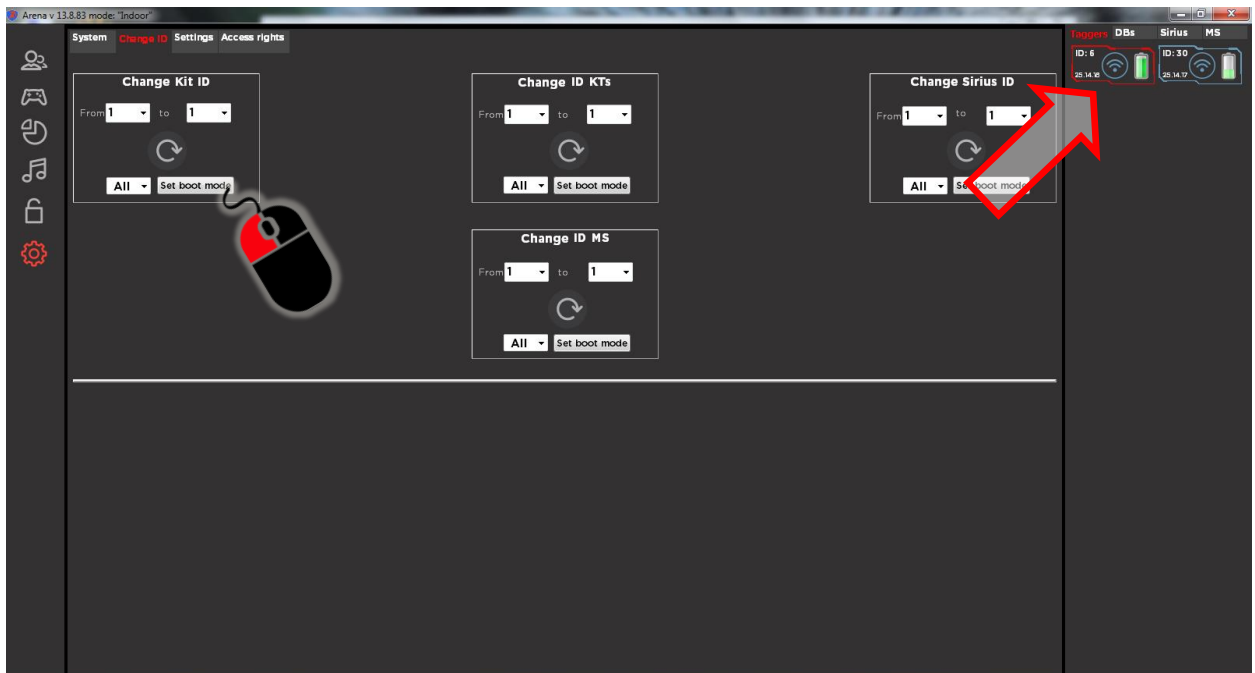 Arena v 13.8.83 mode: "Indoor"
System Change ID Settings Access rights
Taggers DBs Sirius MS
ID: 6
25.14.18
ID: 30
25.14.17
Change Kit ID
From 1 to 1
All Set boot mode
Change ID KTs
From 1 to 1
All Set boot mode
Change Sirius ID
From 1 to 1
All Set boot mode
Change ID MS
From 1 to 1
All Set boot mode